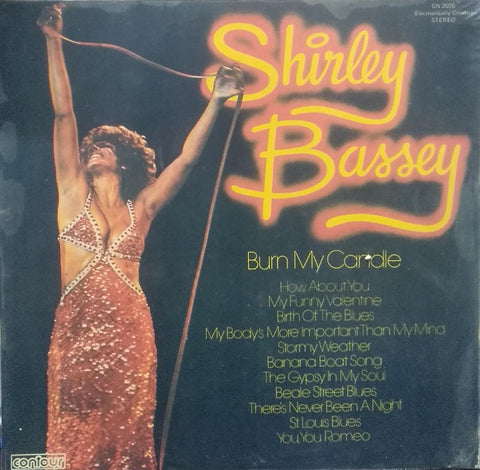 CN 2025
Electronically Created
STEREO
Shirley
Bassey
Burn My Candle
How About You
My Funny Valentine
Birth Of The Blues
My Body's More Important Than My Mind
Stormy Weather
Banana Boat Song
The Gypsy In My Soul
Beale Street Blues
There's Never Been A Night
St Louis Blues
You, You Romeo
contour